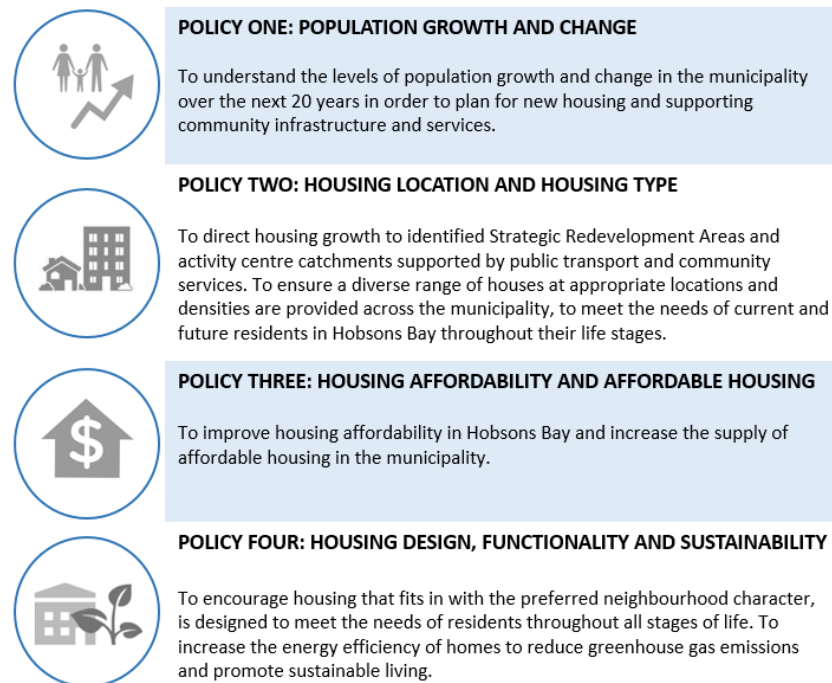 POLICY ONE: POPULATION GROWTH AND CHANGE
To understand the levels of population growth and change in the municipality
over the next 20 years in order to plan for new housing and supporting
community infrastructure and services.
POLICY TWO: HOUSING LOCATION AND HOUSING TYPE
To direct housing growth to identified Strategic Redevelopment Areas and
activity centre catchments supported by public transport and community
services. To ensure a diverse range of houses at appropriate locations and
densities are provided across the municipality, to meet the needs of current and
future residents in Hobsons Bay throughout their life stages.
POLICY THREE: HOUSING AFFORDABILITY AND AFFORDABLE HOUSING
$
To improve housing affordability in Hobsons Bay and increase the supply of
affordable housing in the municipality.
POLICY FOUR: HOUSING DESIGN, FUNCTIONALITY AND SUSTAINABILITY
To encourage housing that fits in with the preferred neighbourhood character,
is designed to meet the needs of residents throughout all stages of life. To
increase the energy efficiency of homes to reduce greenhouse gas emissions
and promote sustainable living.